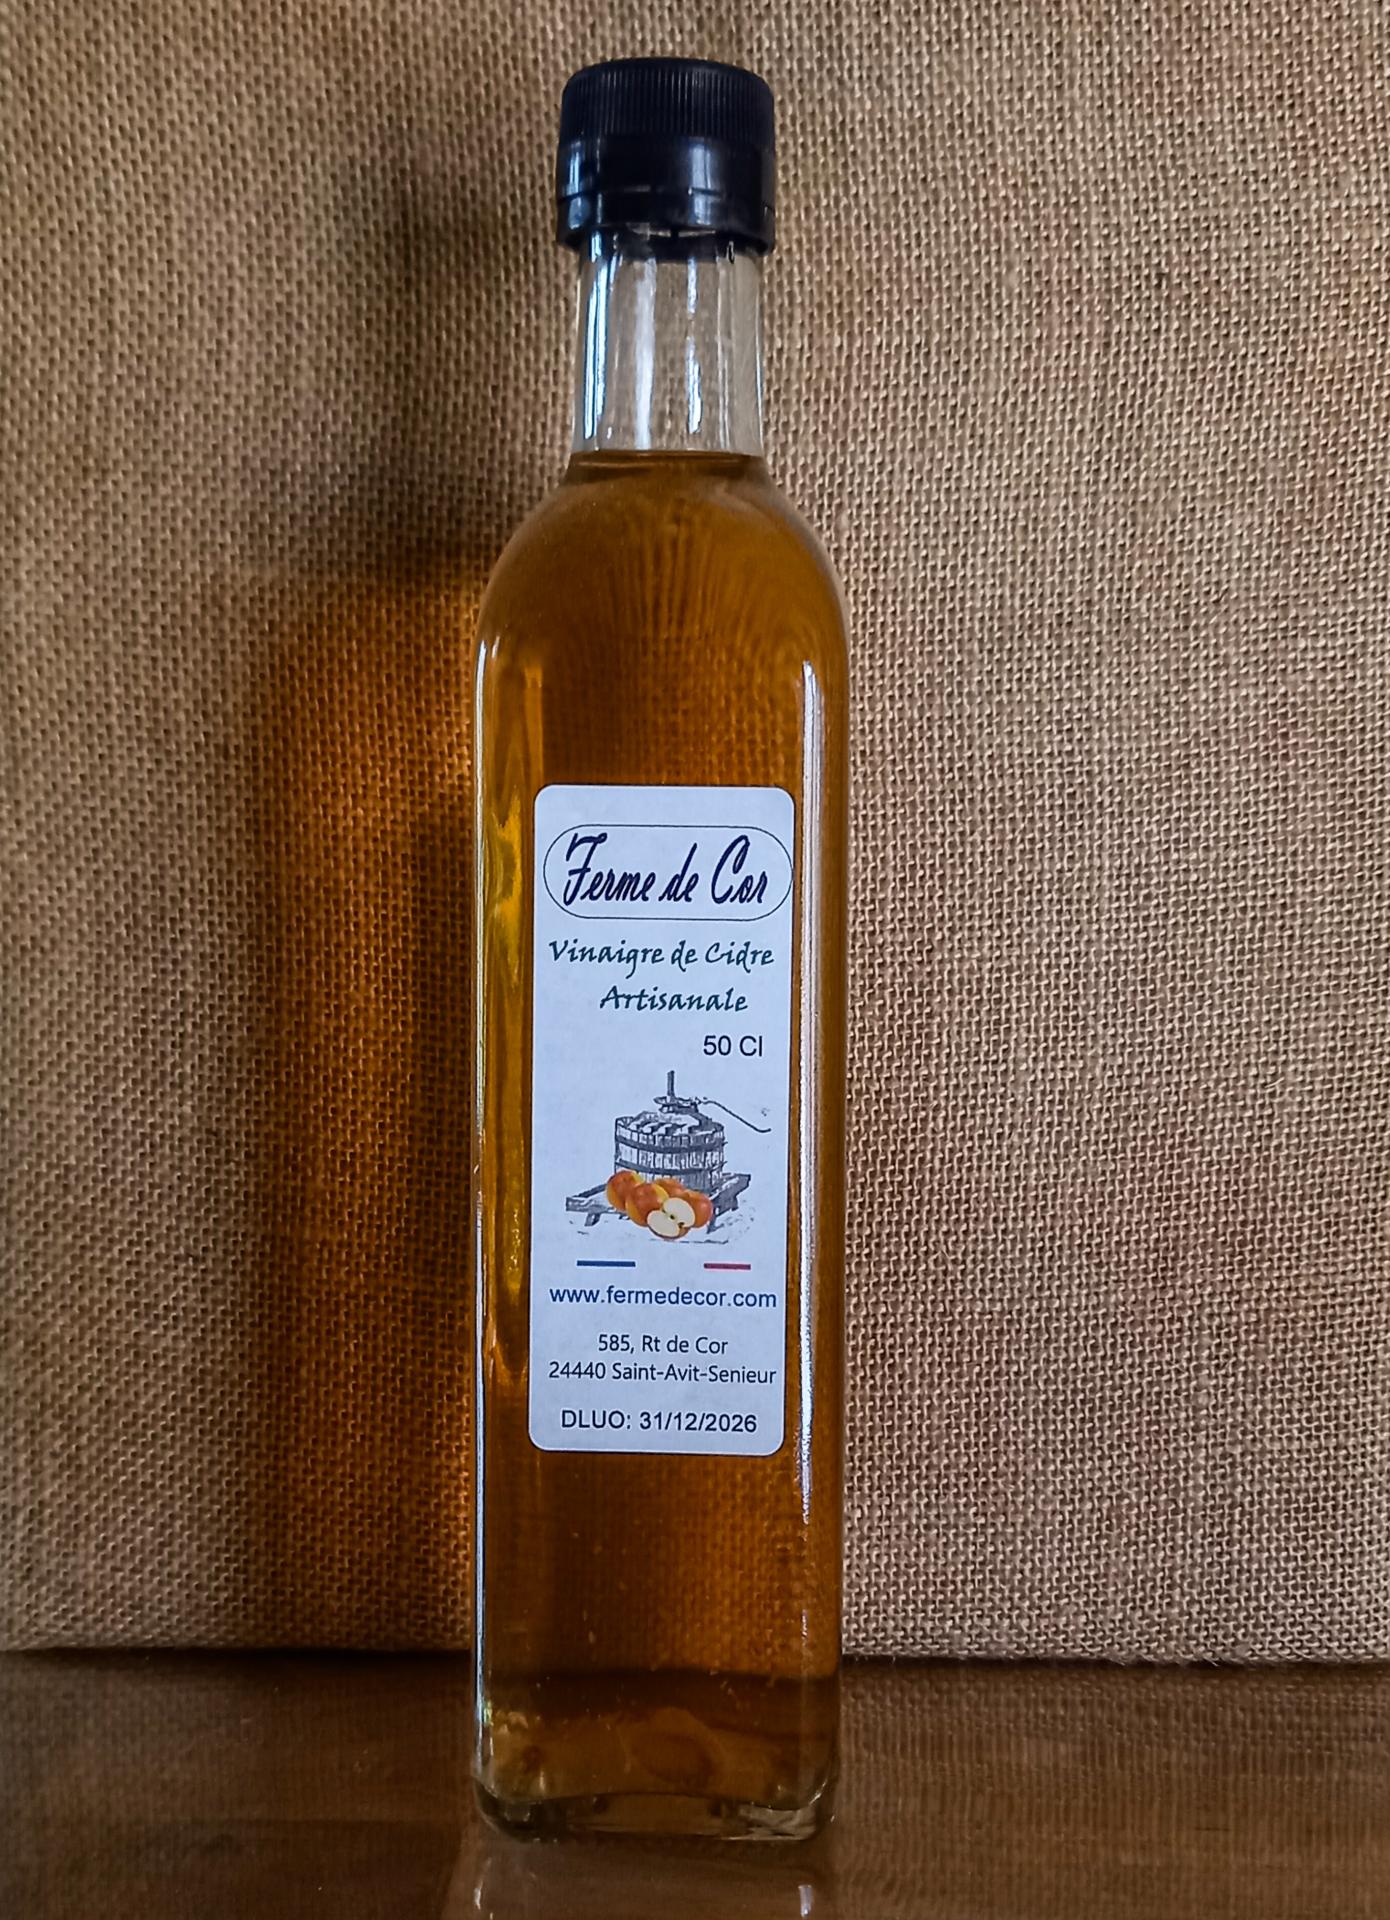 Ferme de Cor
Vinaigre de Cidre
Artisanale
50 Cl
www.fermedecor.com
585, Rt de Cor
24440 Saint-Avit-Senieur
DLUO: 31/12/2026